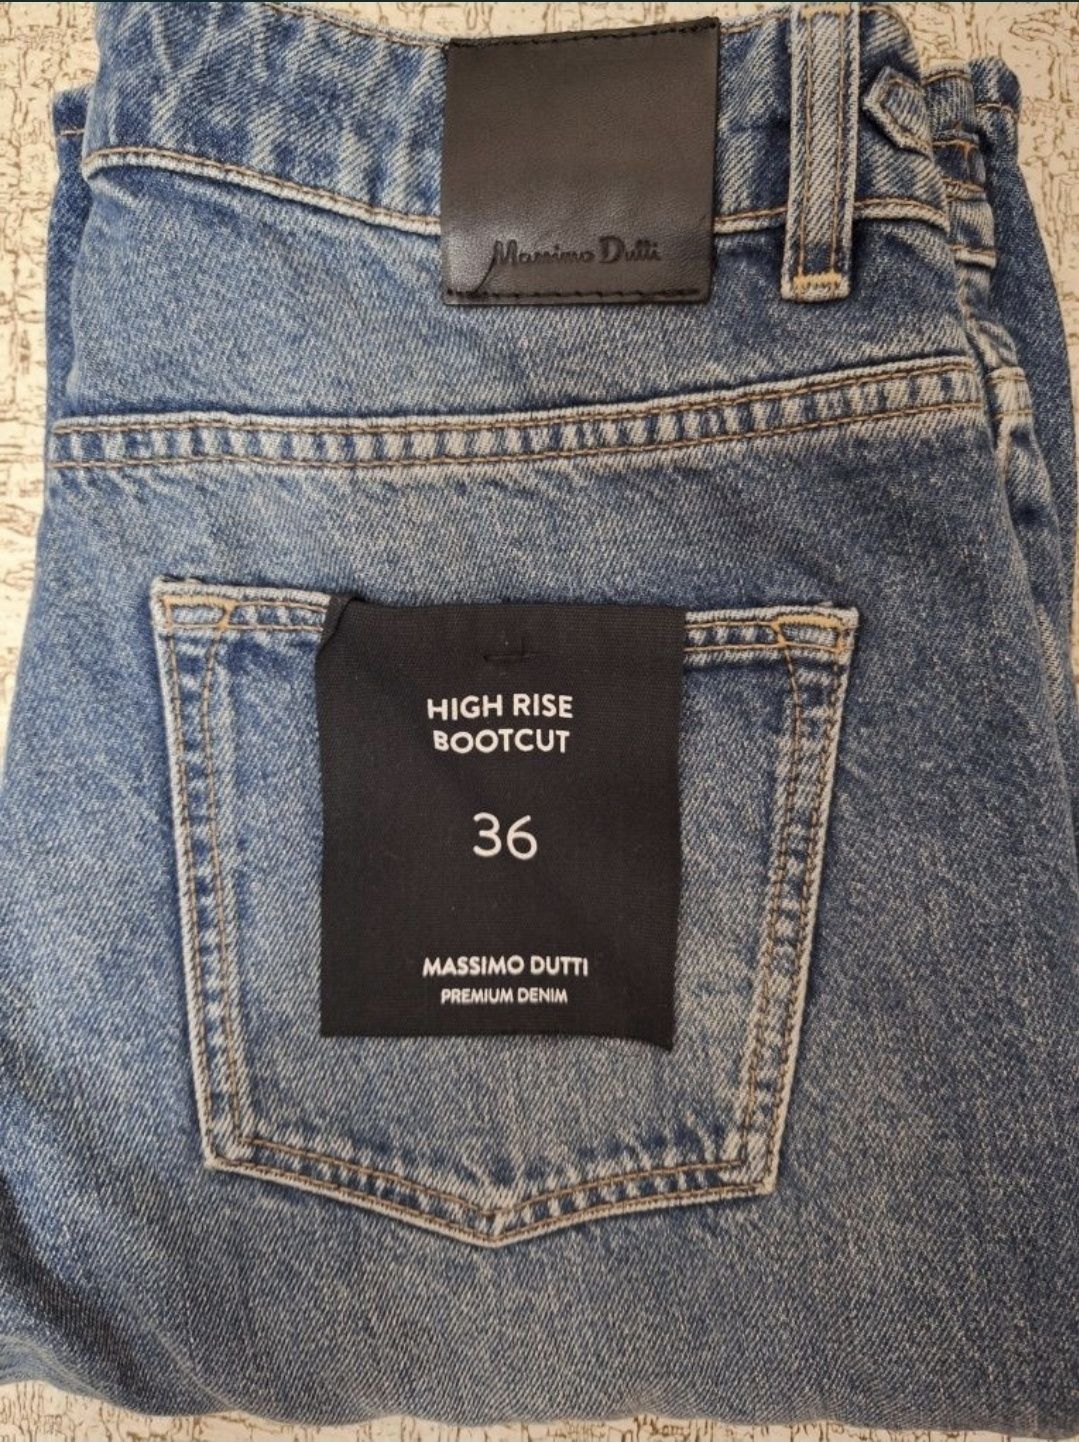 Massimo Dutti
HIGH RISE
BOOTCUT
36
MASSIMO DUTTI
PREMIUM DENIM